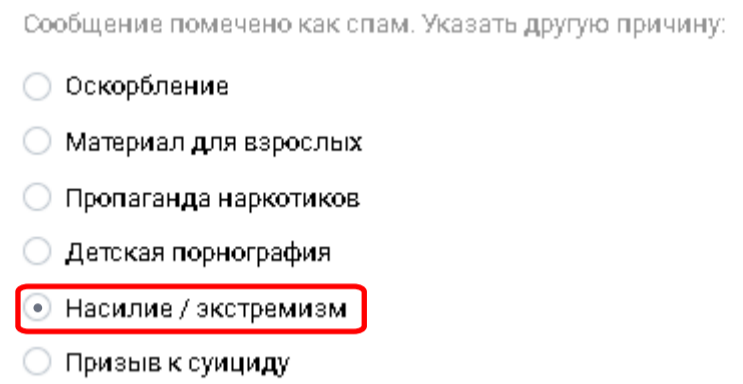 Сообщение помечено как спам. Указать другую причину:
Оскорбление
Материал для взрослых
Пропаганда наркотиков
Детская порнография
Насилие / экстремизм
Призыв к суициду